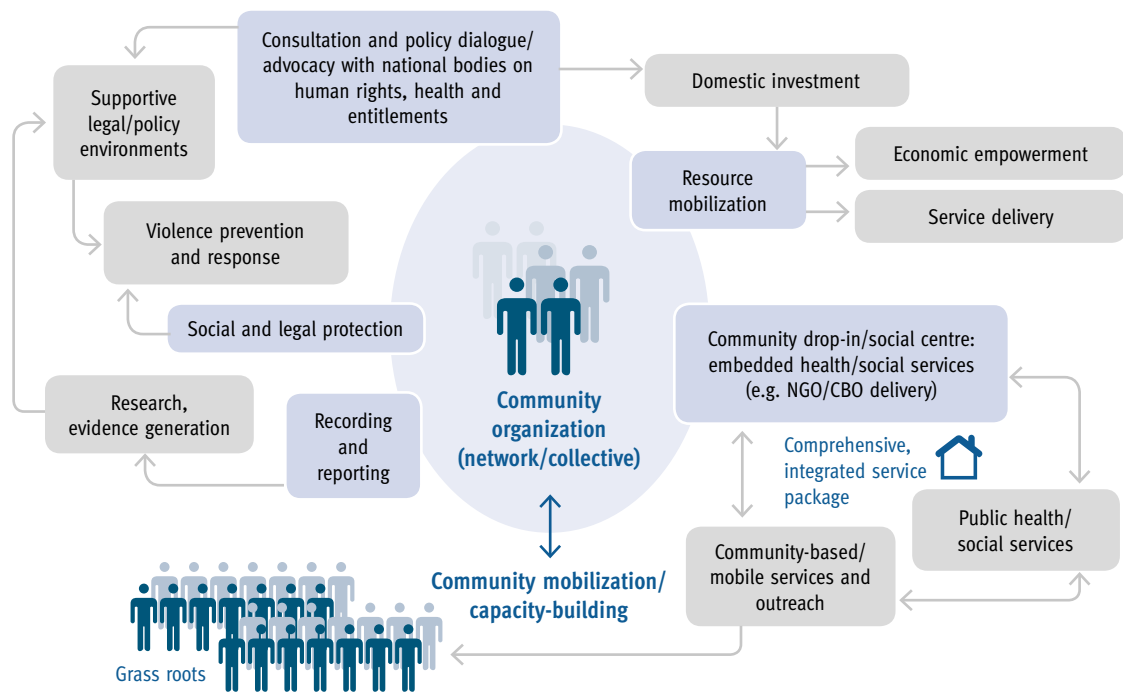 Consultation and policy dialogue/
advocacy with national bodies on
human rights, health and
entitlements
Domestic investment
Supportive
legal/policy
environments
Economic empowerment
Resource
mobilization
Service delivery
Violence prevention
and response
Social and legal protection
Community drop-in/social centre:
embedded health/social services
(e.g. NGO/CBO delivery)
Research,
evidence generation
Recording
and
reporting
Community
organization
(network/collective)
Comprehensive,
integrated service
package
Public health/
social services
Community-based/
mobile services and
outreach
Community mobilization/
capacity-building
Grass roots